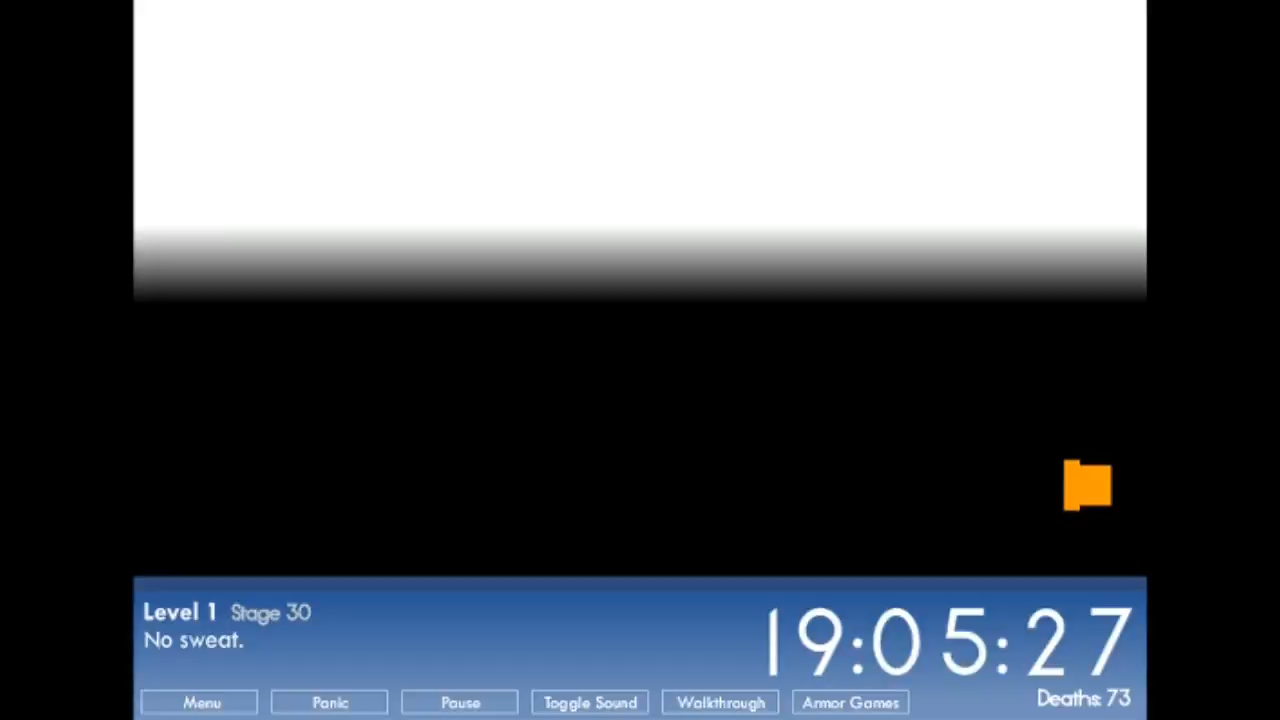 Level 1 Stage 30
No sweat.
19:05:27
Deaths: 73
Menu
Panic
Pause
Toggle Sound
Walkthrough
Armor Games